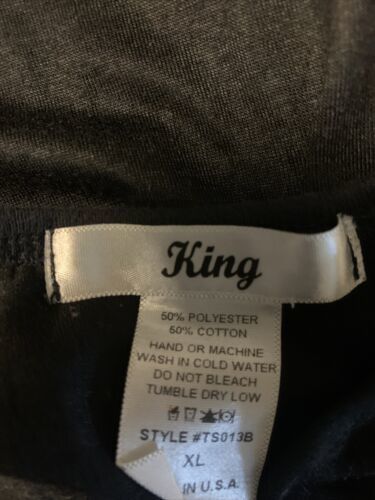 King
50% POLYESTER
50% COTTON
HAND OR MACHINE
WASH IN COLD WATER
DO NOT BLEACH
TUMBLE DRY LOW
STYLE #TS013B
XL
IN U.S.A.